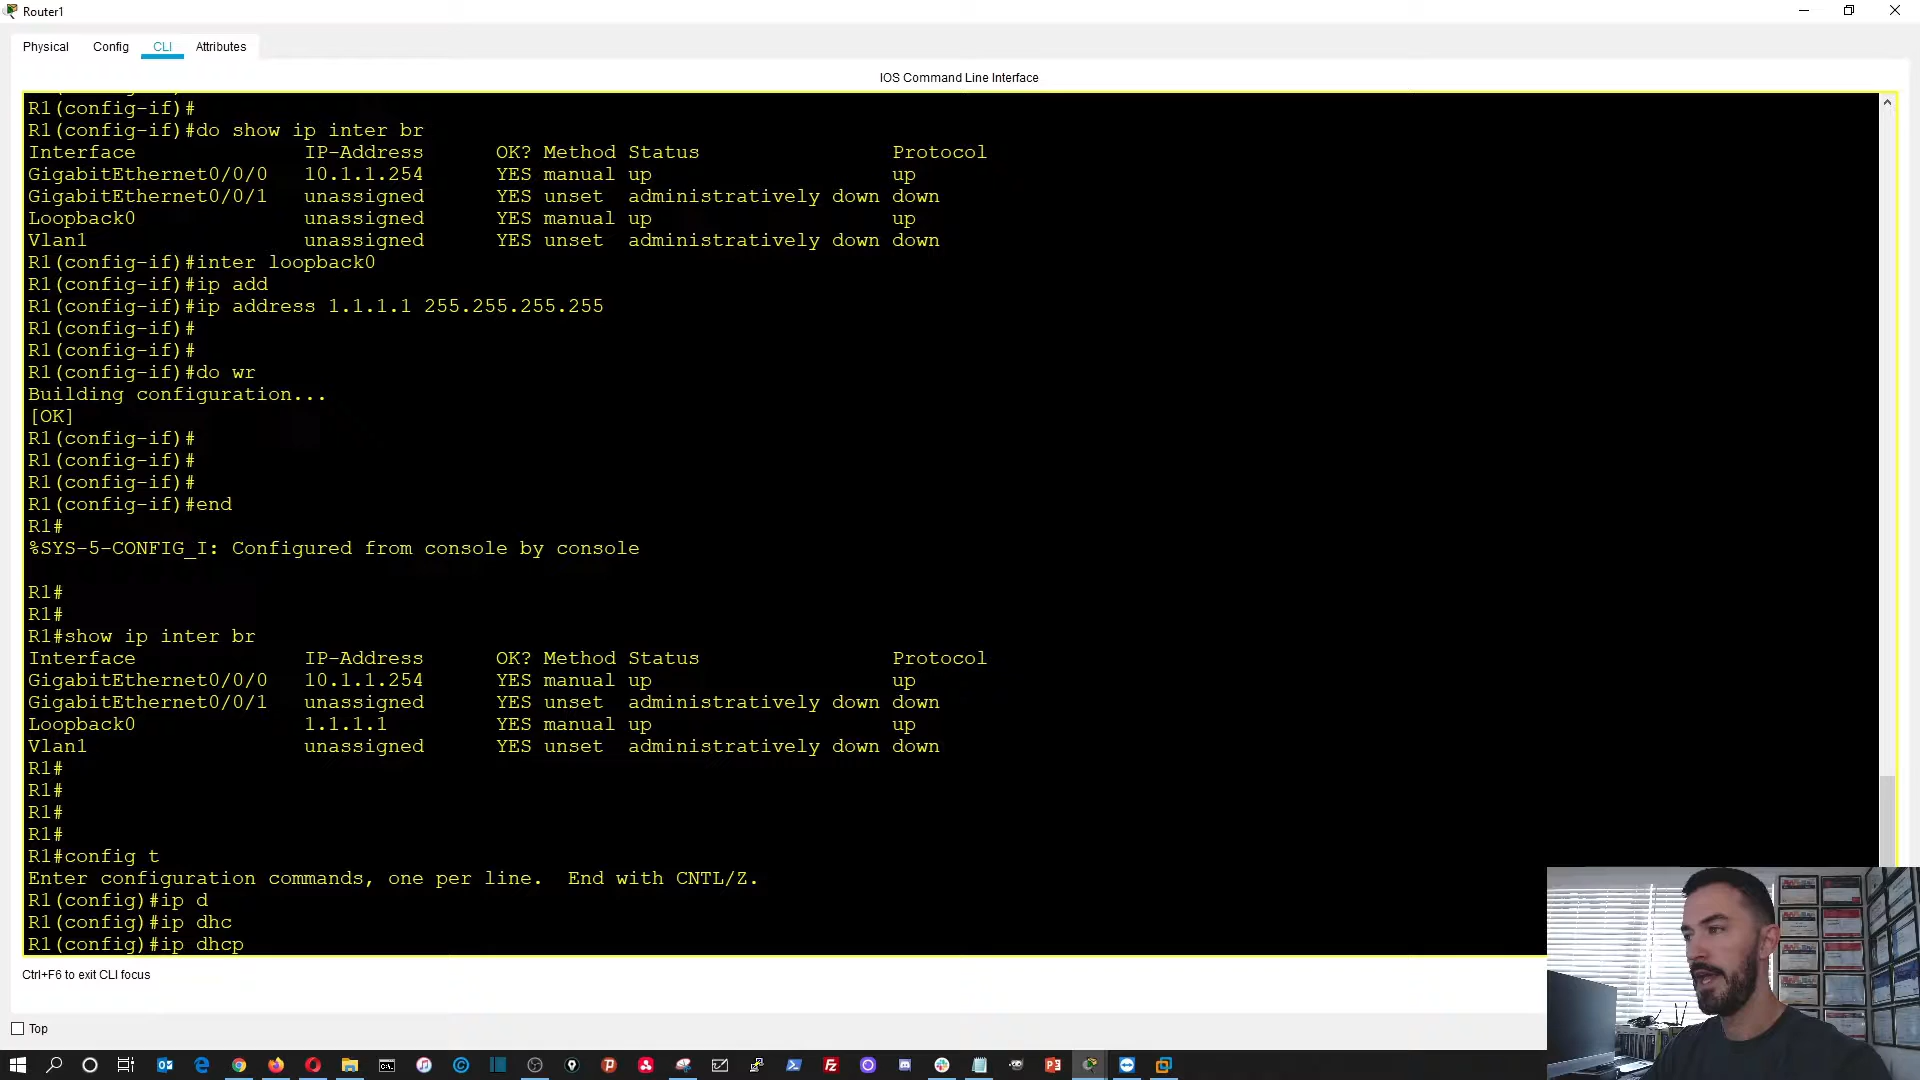 Router1
Physical Config CLI Attributes
IOS Command Line Interface
R1(config-if)#
R1(config-if)#do show ip inter br
Interface IP-Address OK? Method Status Protocol
GigabitEthernet0/0/0 10.1.1.254 YES manual up up
GigabitEthernet0/0/1 unassigned YES unset administratively down down
Loopback0 unassigned YES manual up up
Vlan1 unassigned YES unset administratively down down
R1(config-if)#inter loopback0
R1(config-if)#ip add
R1(config-if)#ip address 1.1.1.1 255.255.255.255
R1(config-if)#
R1(config-if)#
R1(config-if)#do wr
Building configuration...
[OK]
R1(config-if)#
R1(config-if)#
R1(config-if)#
R1(config-if)#end
R1#
%SYS-5-CONFIG_I: Configured from console by console
R1#
R1#
R1#show ip inter br
Interface IP-Address OK? Method Status Protocol
GigabitEthernet0/0/0 10.1.1.254 YES manual up up
GigabitEthernet0/0/1 unassigned YES unset administratively down down
Loopback0 1.1.1.1 YES manual up up
Vlan1 unassigned YES unset administratively down down
R1#
R1#
R1#
R1#
R1#config t
Enter configuration commands, one per line. End with CNTL/Z.
R1(config)#ip d
R1(config)#ip dhc
R1(config)#ip dhcp
Ctrl+F6 to exit CLI focus
Top